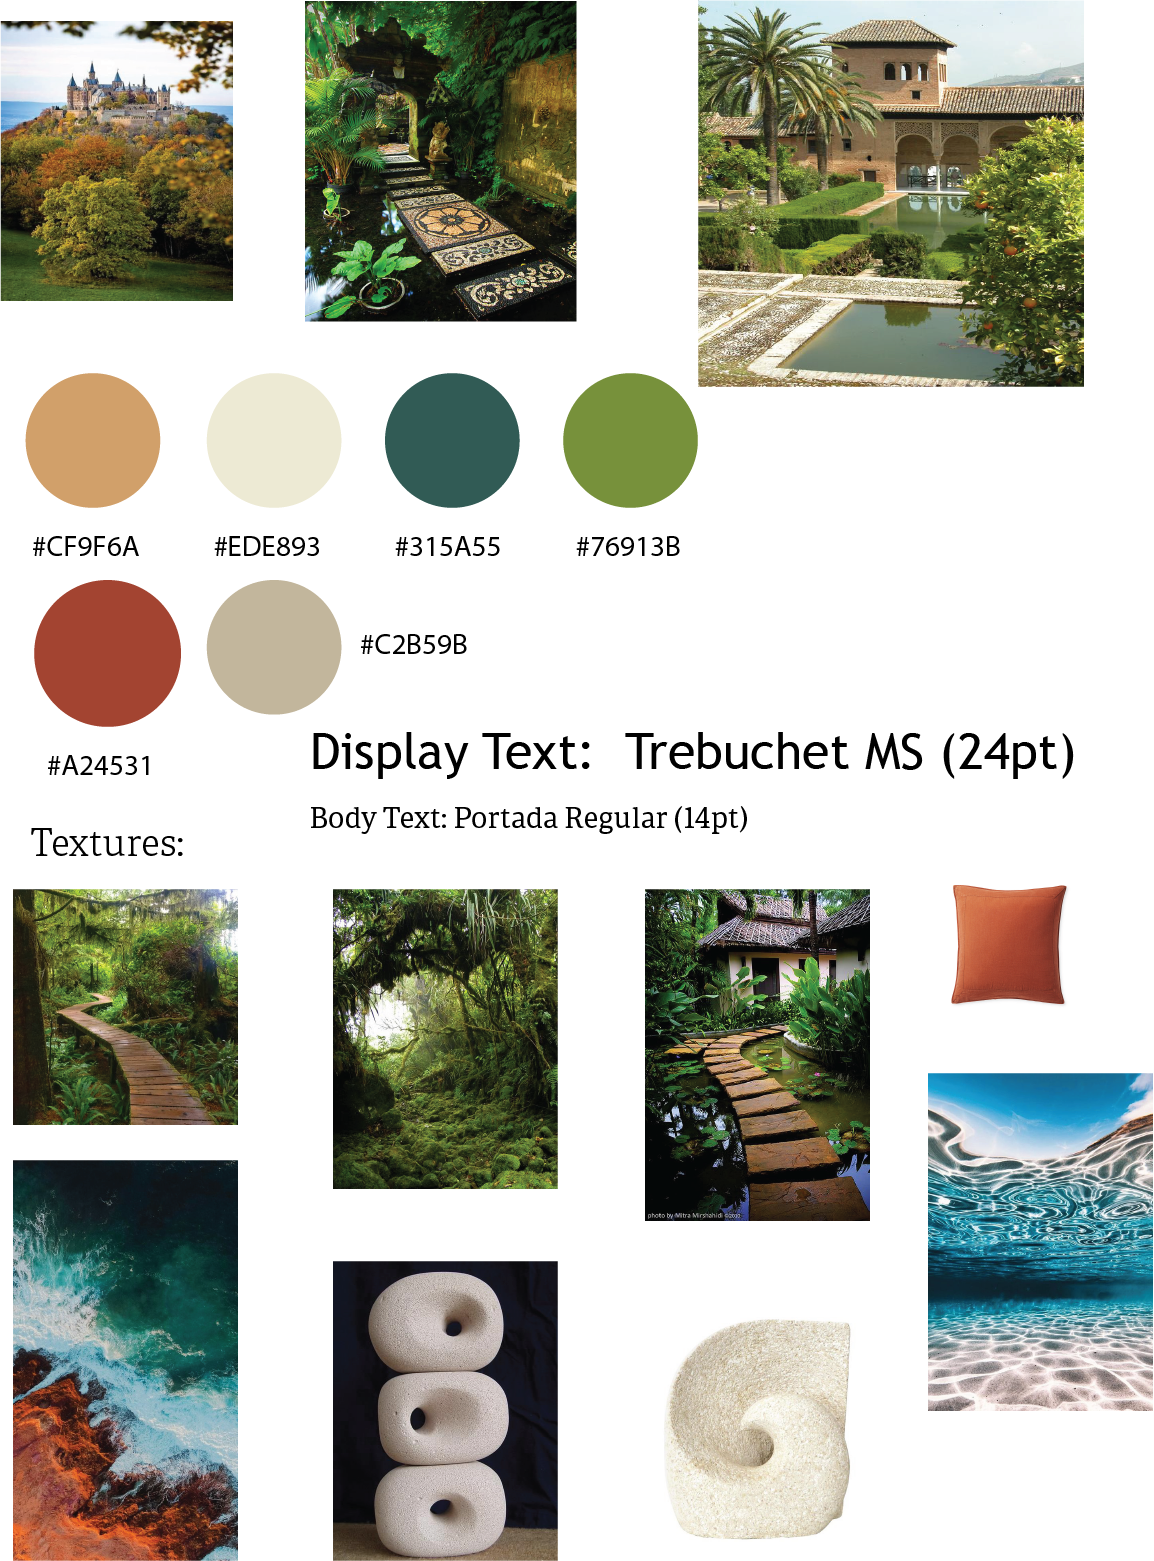 #CF9F6A
#EDE893
#315A55
#76913B
#C2B59B
#A24531
Display Text:  Trebuchet MS (24pt)
Body Text: Portada Regular (14pt)
Textures:
photo by Mitra Mirshahidi ©2010